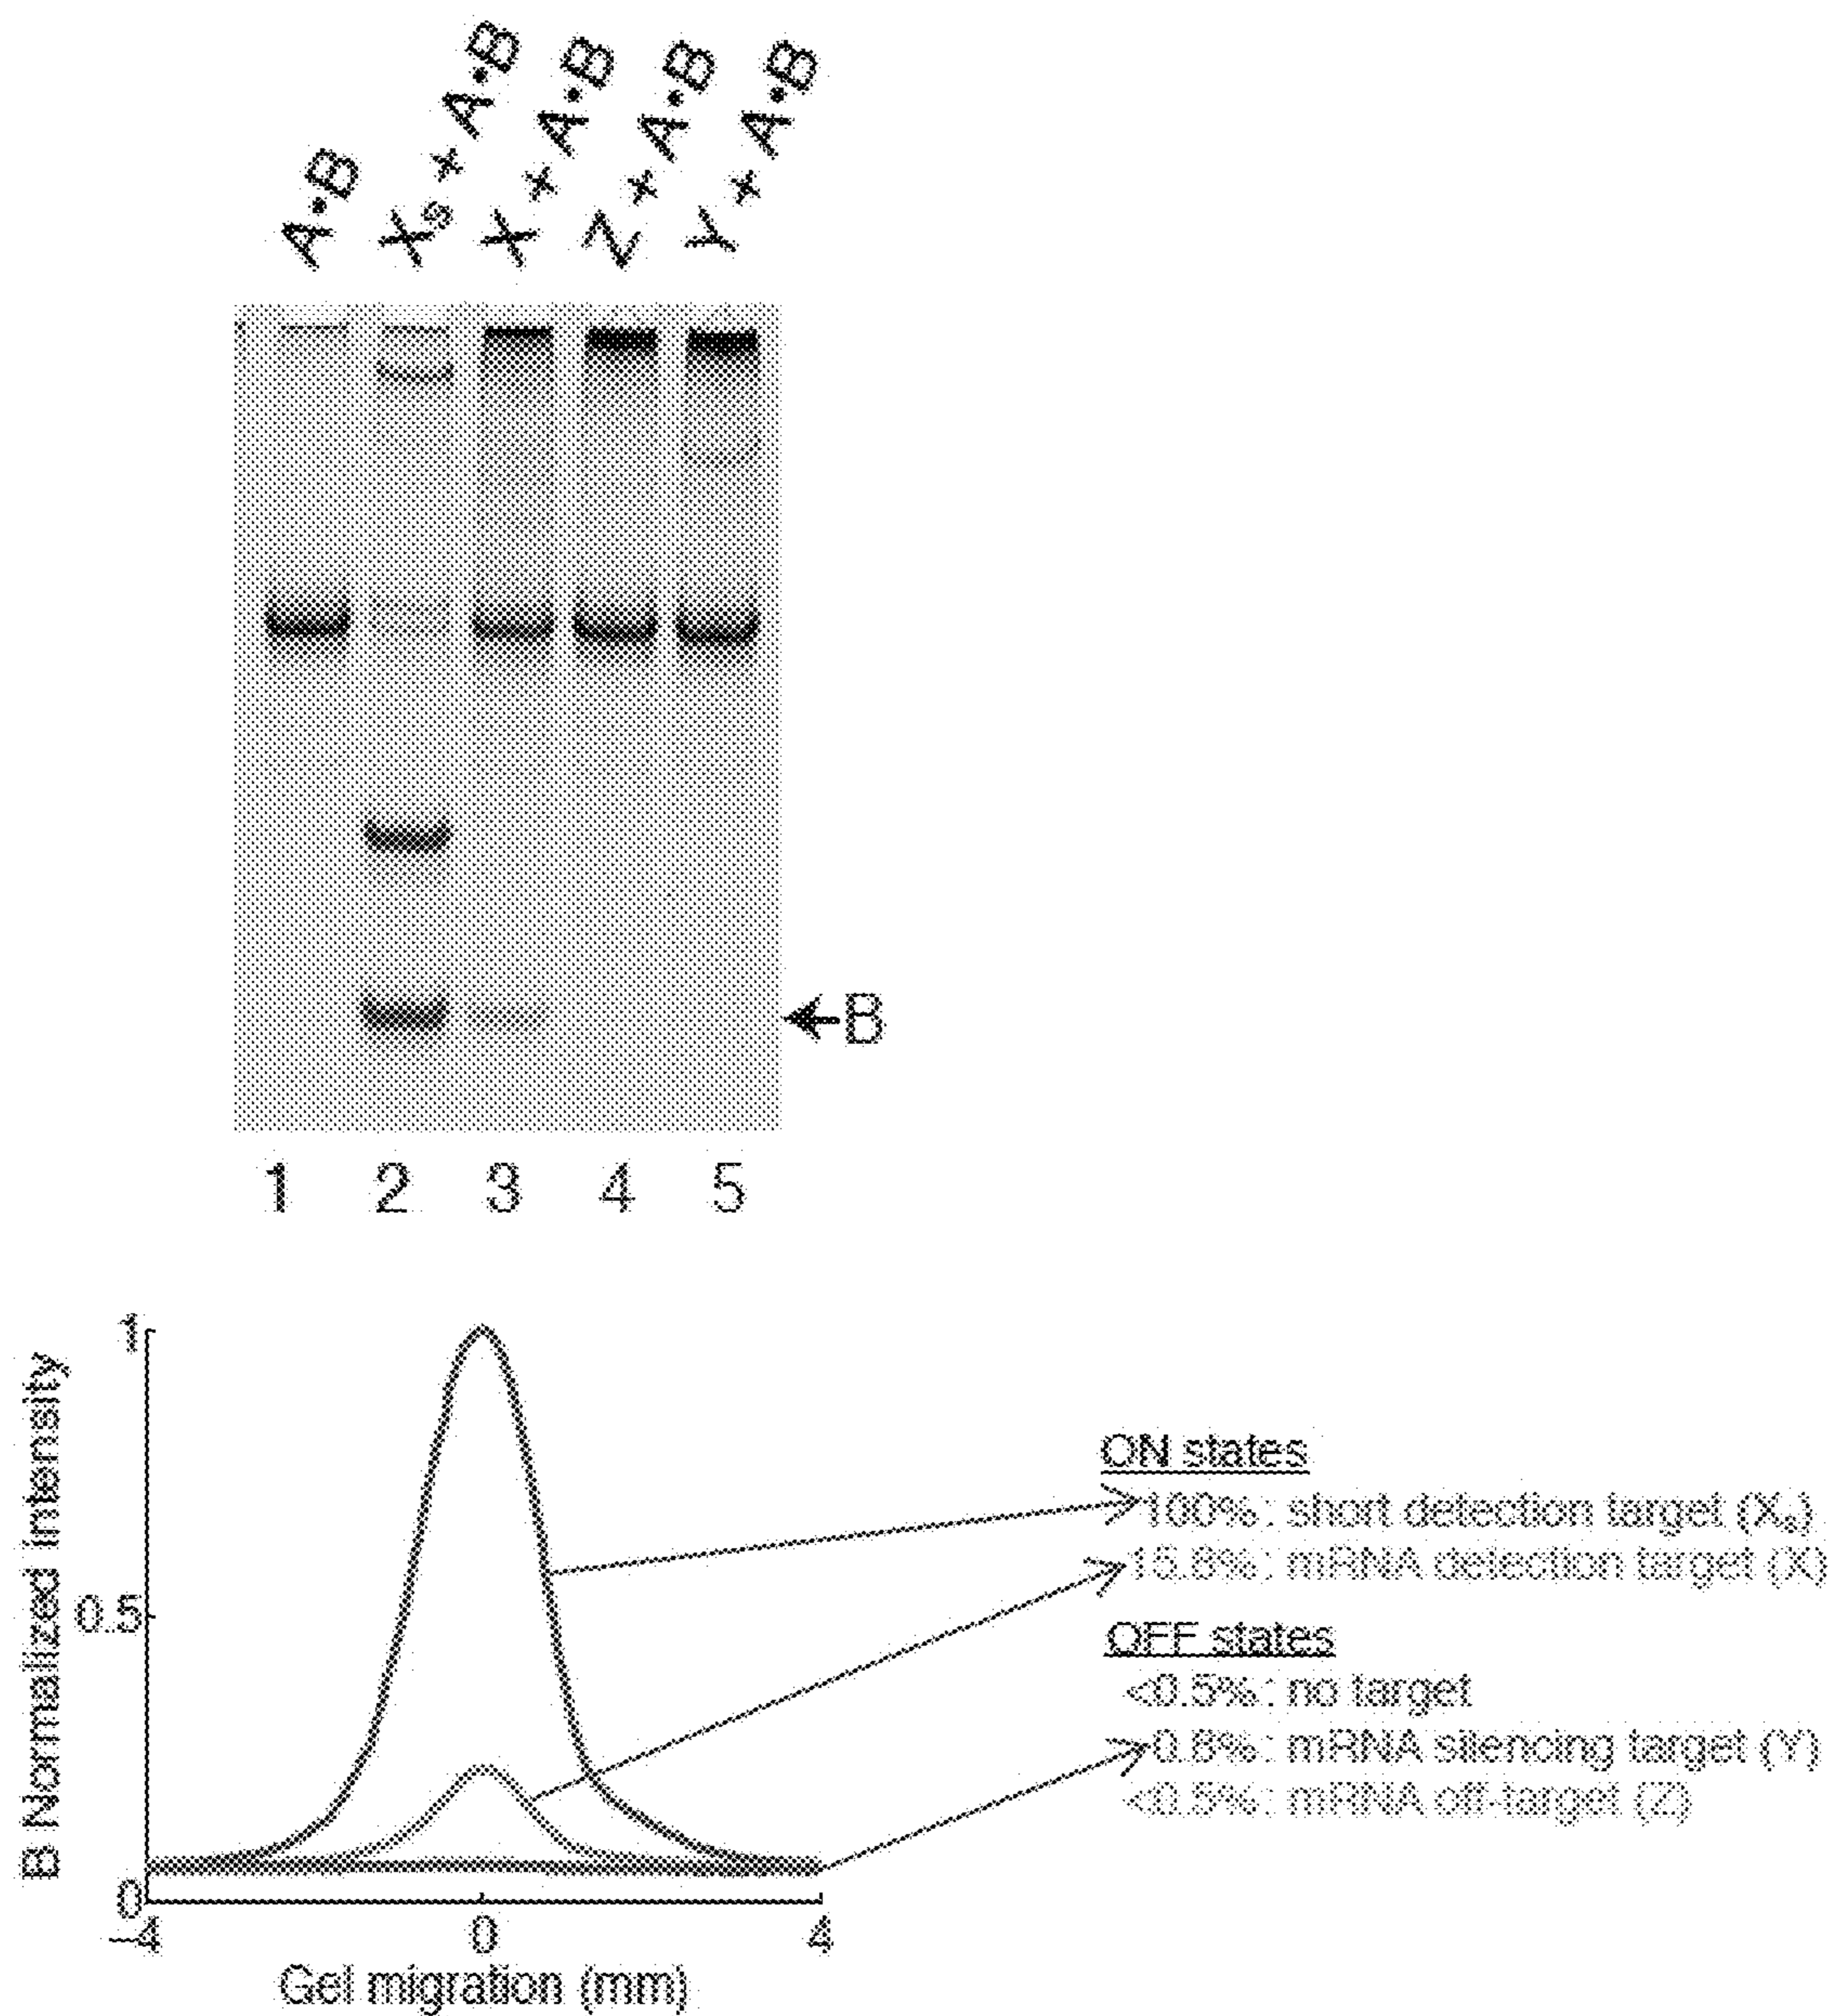 A•B
Xs + A•B
X + A•B
Z + A•B
Y + A•B
B
1 2 3 4 5
B Normalized intensity
1
0.5
0
-4 0 4
Gel migration (mm)
ON states
100%: short detection target (Xs)
15.8%: mRNA detection target (X)
OFF states
<0.5%: no target
0.8%: mRNA silencing target (Y)
<0.5%: mRNA off-target (Z)